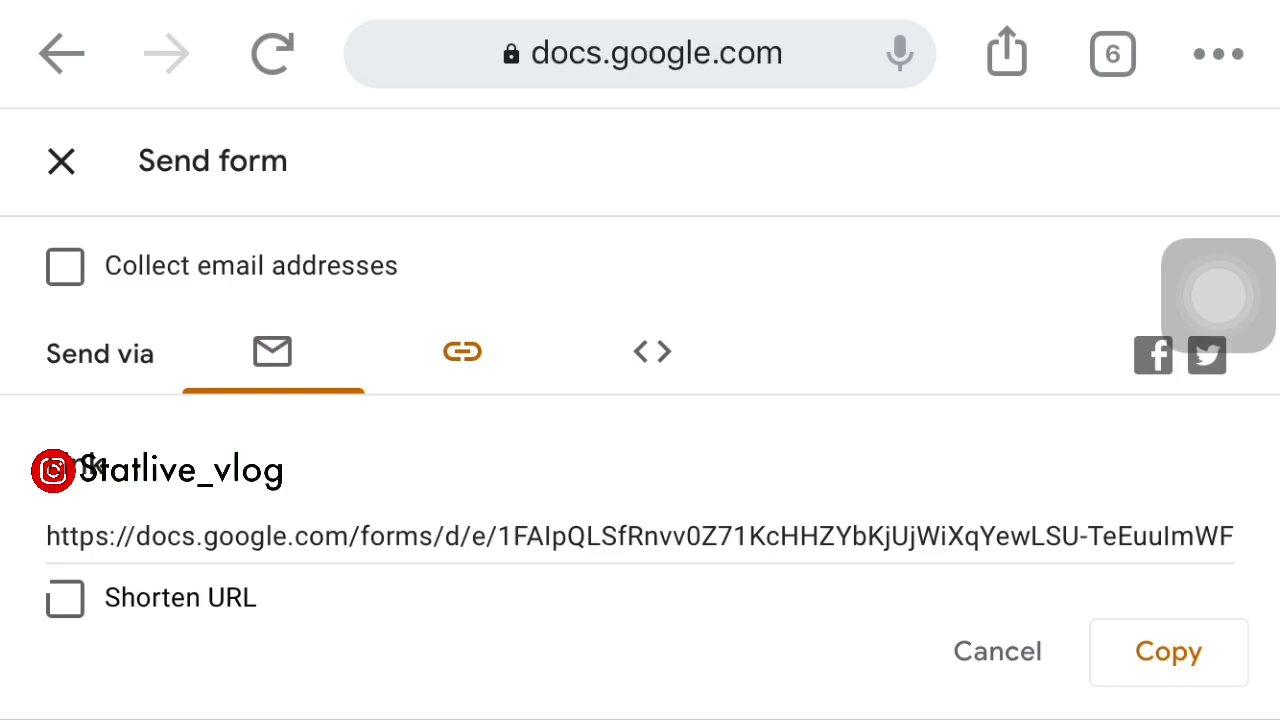 docs.google.com
6
Send form
Collect email addresses
Send via
Statlive_vlog
https://docs.google.com/forms/d/e/1FAIpQLSfRnvv0Z71KcHHZYbKjUjWiXqYewLSU-TeEuuImWF
Shorten URL
Cancel
Copy